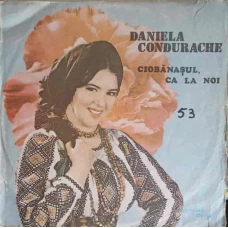 DANIELA
CONDURACHE
CIOBĂNAȘUL,
CA LA NOI
53